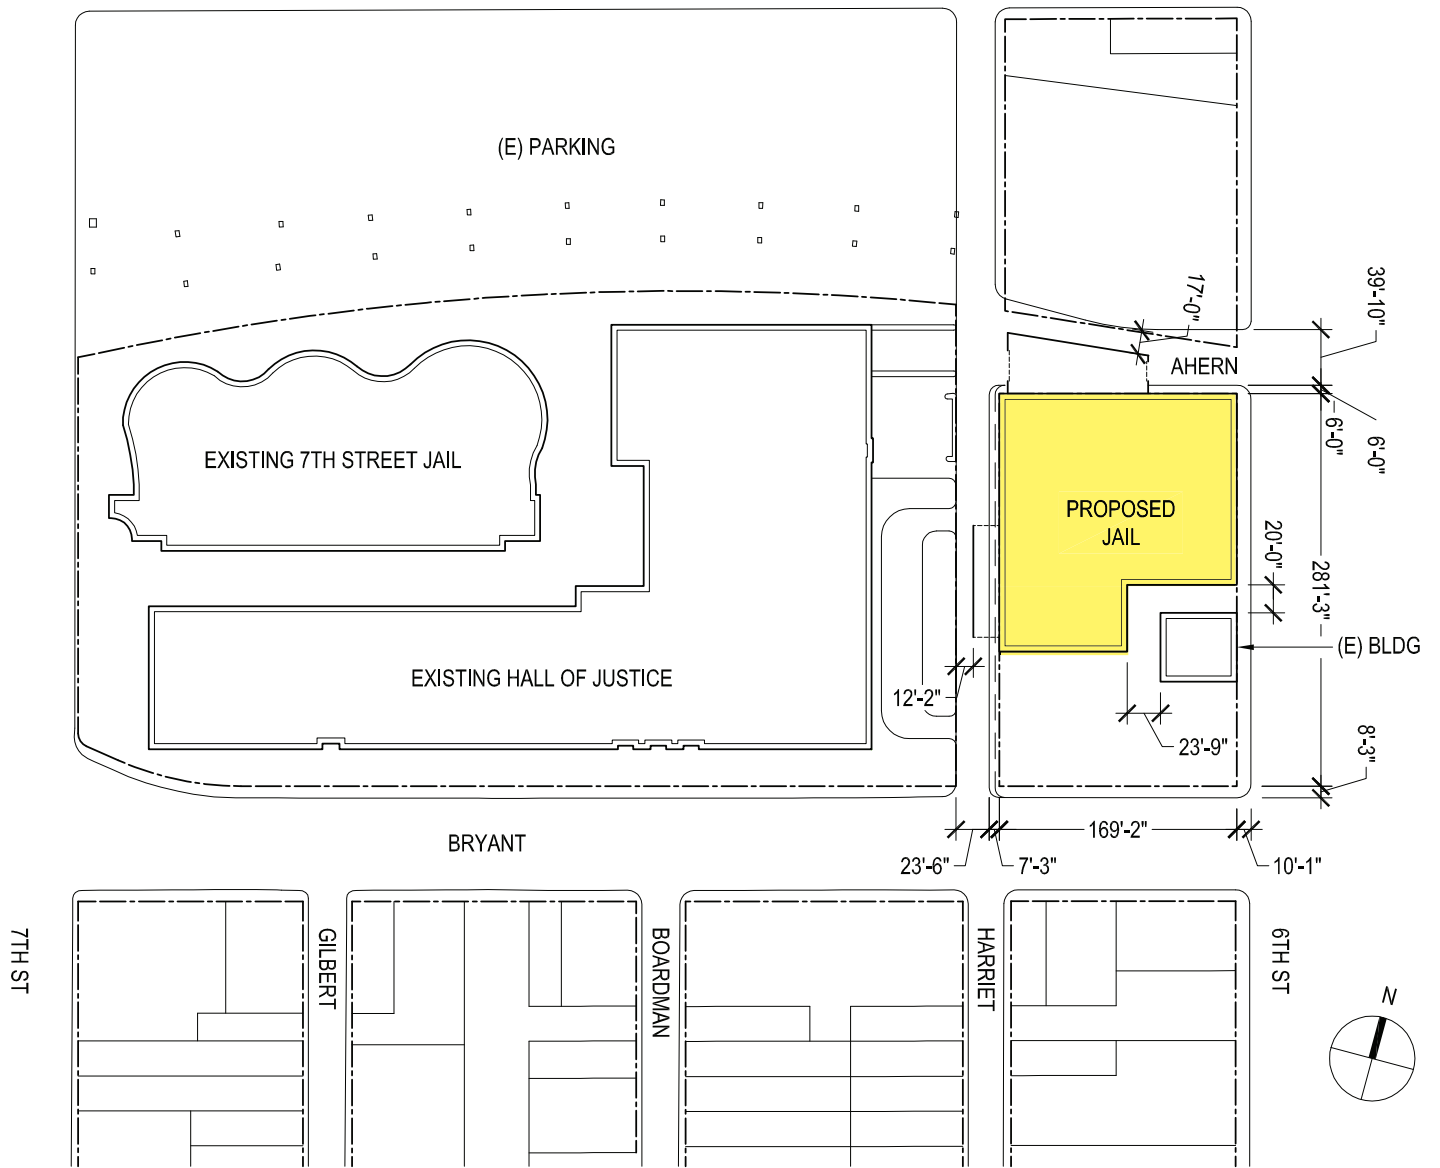 (E) PARKING
17'-0"
39'-10"
AHERN
6'-0"
6'-0"
EXISTING 7TH STREET JAIL
PROPOSED
JAIL
20'-0"
281'-3"
(E) BLDG
EXISTING HALL OF JUSTICE
12'-2"
23'-9"
8'-3"
BRYANT
169'-2"
23'-6"
7'-3"
10'-1"
7TH ST
GILBERT
BOARDMAN
HARRIET
6TH ST
N